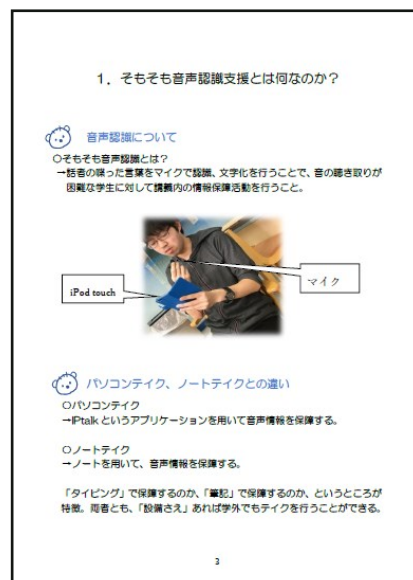 1．そもそも音声認識支援とは何なのか？
音声認識について
○そもそも音声認識とは？
→話者の喋った言葉をマイクで認識、文字化を行うことで、音の聴き取りが
困難な学生に対して講義内の情報保障活動を行うこと。
マイク
iPod touch
パソコンテイク、ノートテイクとの違い
○パソコンテイク
→IPtalk というアプリケーションを用いて音声情報を保障する。
○ノートテイク
→ノートを用いて、音声情報を保障する。
「タイピング」で保障するのか、「筆記」で保障するのか、というところが
特徴。両者とも、「設備さえ」あれば学外でもテイクを行うことができる。
3